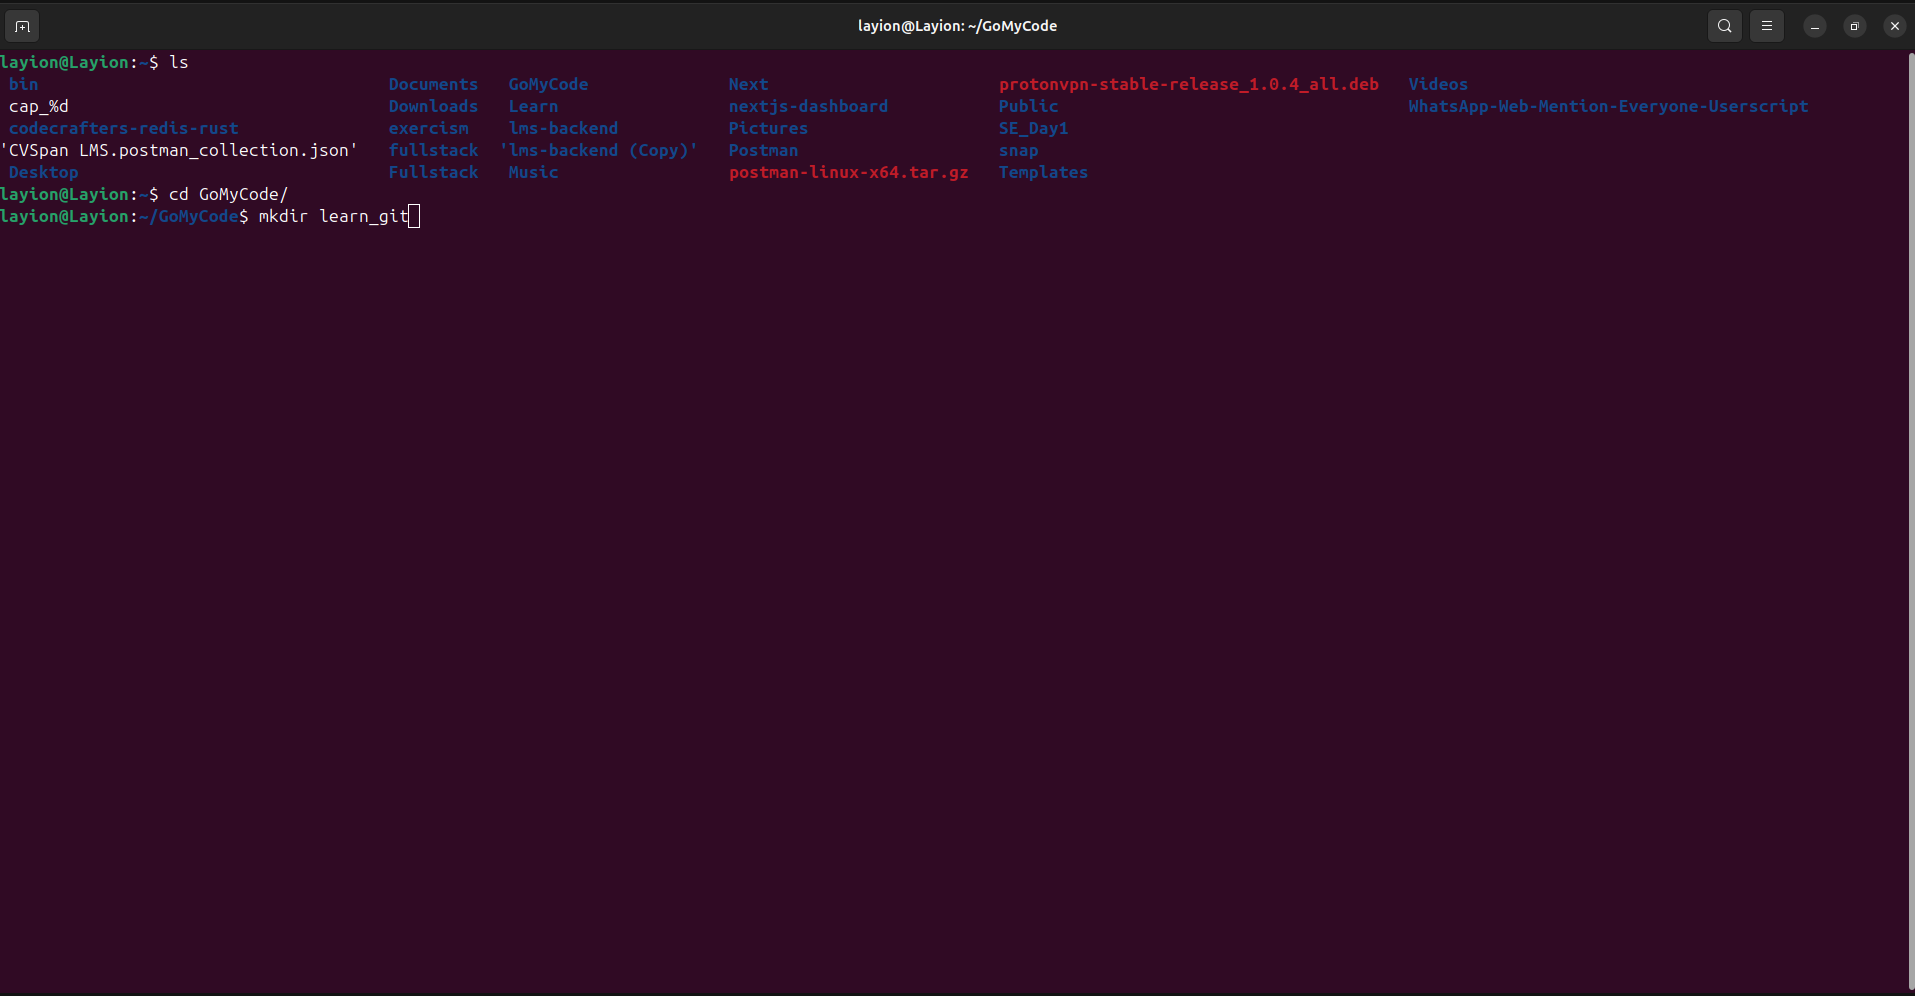 layion@Layion: ~/GoMyCode
layion@Layion:~$ ls
bin Documents GoMyCode Next protonvpn-stable-release_1.0.4_all.deb Videos
cap_%d Downloads Learn nextjs-dashboard Public WhatsApp-Web-Mention-Everyone-Userscript
codecrafters-redis-rust exercism lms-backend Pictures SE_Day1
'CVSpan LMS.postman_collection.json' fullstack 'lms-backend (Copy)' Postman snap
Desktop Fullstack Music postman-linux-x64.tar.gz Templates
layion@Layion:~$ cd GoMyCode/
layion@Layion:~/GoMyCode$ mkdir learn_git